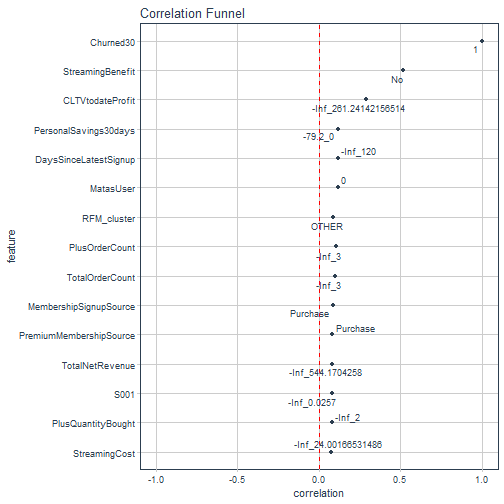 Correlation Funnel
Churned30
1
StreamingBenefit
No
CLTVtodateProfit
-Inf_261.24142156514
PersonalSavings30days
-79.2_0
DaysSinceLatestSignup
-Inf_120
MatasUser
0
RFM_cluster
OTHER
PlusOrderCount
-Inf_3
TotalOrderCount
-Inf_3
MembershipSignupSource
Purchase
PremiumMembershipSource
Purchase
TotalNetRevenue
-Inf_544.1704258
S001
-Inf_0.0257
PlusQuantityBought
-Inf_2
StreamingCost
-Inf_24.00166531486
feature
-1.0 -0.5 0.0 0.5 1.0
correlation